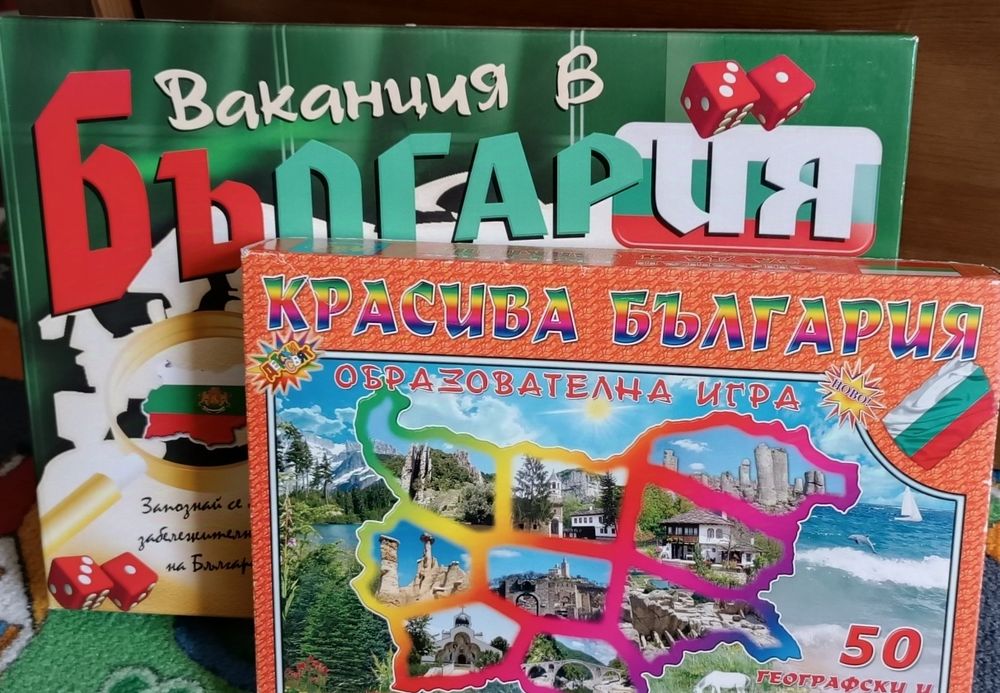 Ваканция в
България
Запознай се
забележителн
на Българ
КРАСИВА БЪЛГАРИЯ
ОБРАЗОВАТЕЛНА ИГРА
НОВО!
50
ГЕОГРАФСКИ И